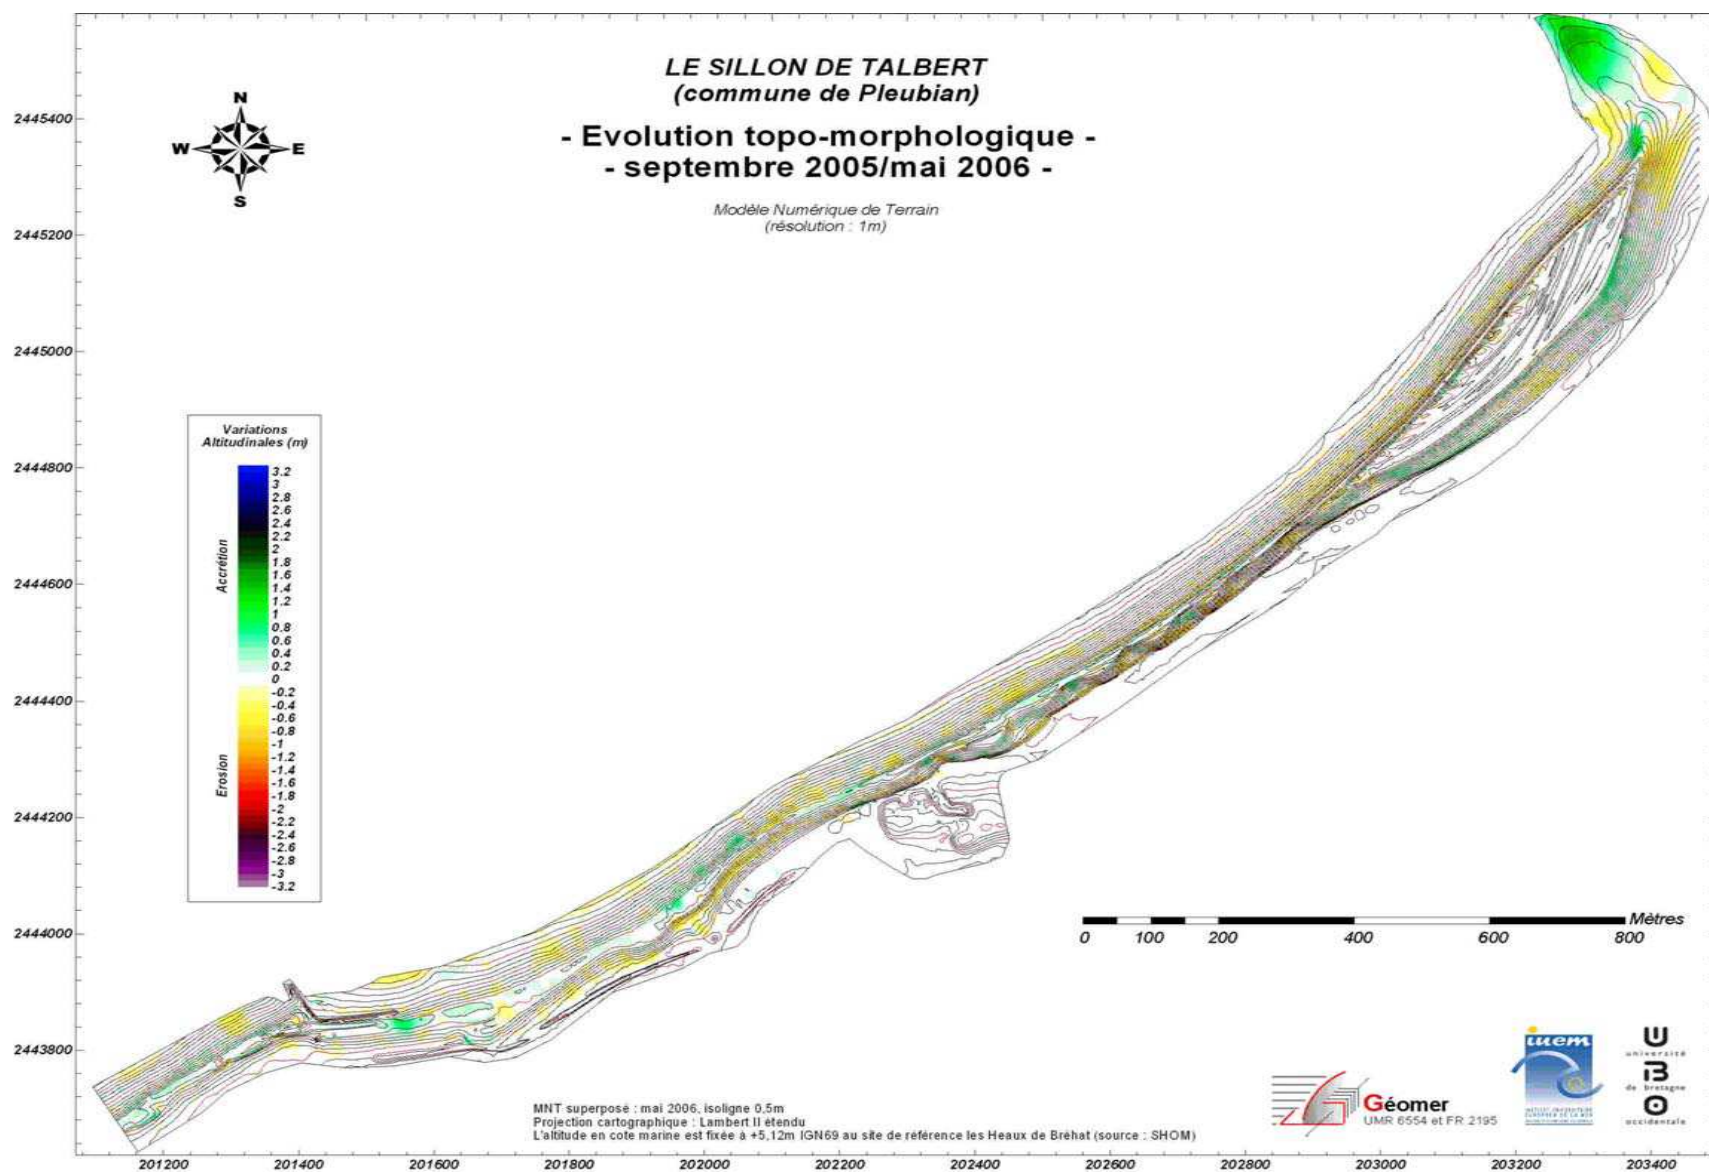 LE SILLON DE TALBERT
(commune de Pleubian)
- Evolution topo-morphologique -
- septembre 2005/mai 2006 -
Modèle Numérique de Terrain
(résolution : 1m)
N
W E
S
2445400
2445200
2445000
2444800
2444600
2444400
2444200
2444000
2443800
Variations
Altitudinales (m)
Accrétion
Erosion
3.2
3
2.8
2.6
2.4
2.2
2
1.8
1.6
1.4
1.2
1
0.8
0.6
0.4
0.2
0
-0.2
-0.4
-0.6
-0.8
-1
-1.2
-1.4
-1.6
-1.8
-2
-2.2
-2.4
-2.6
-2.8
-3
-3.2
Mètres
0 100 200 400 600 800
MNT superposé : mai 2006, isoligne 0,5m
Projection cartographique : Lambert II étendu
L'altitude en cote marine est fixée à +5,12m IGN69 au site de référence les Heaux de Bréhat (source : SHOM)
Géomer
UMR 6554 et FR 2195
iuem
INSTITUT UNIVERSITAIRE
EUROPEEN DE LA MER
U
université
B
de bretagne
O
occidentale
201200 201400 201600 201800 202000 202200 202400 202600 202800 203000 203200 203400